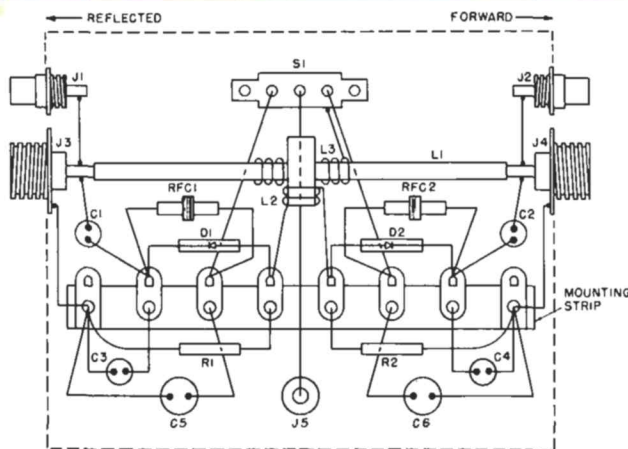 REFLECTED FORWARD
S1
J1 J2
J3 L3 L1 J4
RFC1 L2 RFC2
C1 D1 D2 C2
MOUNTING
STRIP
C3 R1 R2 C4
C5 J5 C6